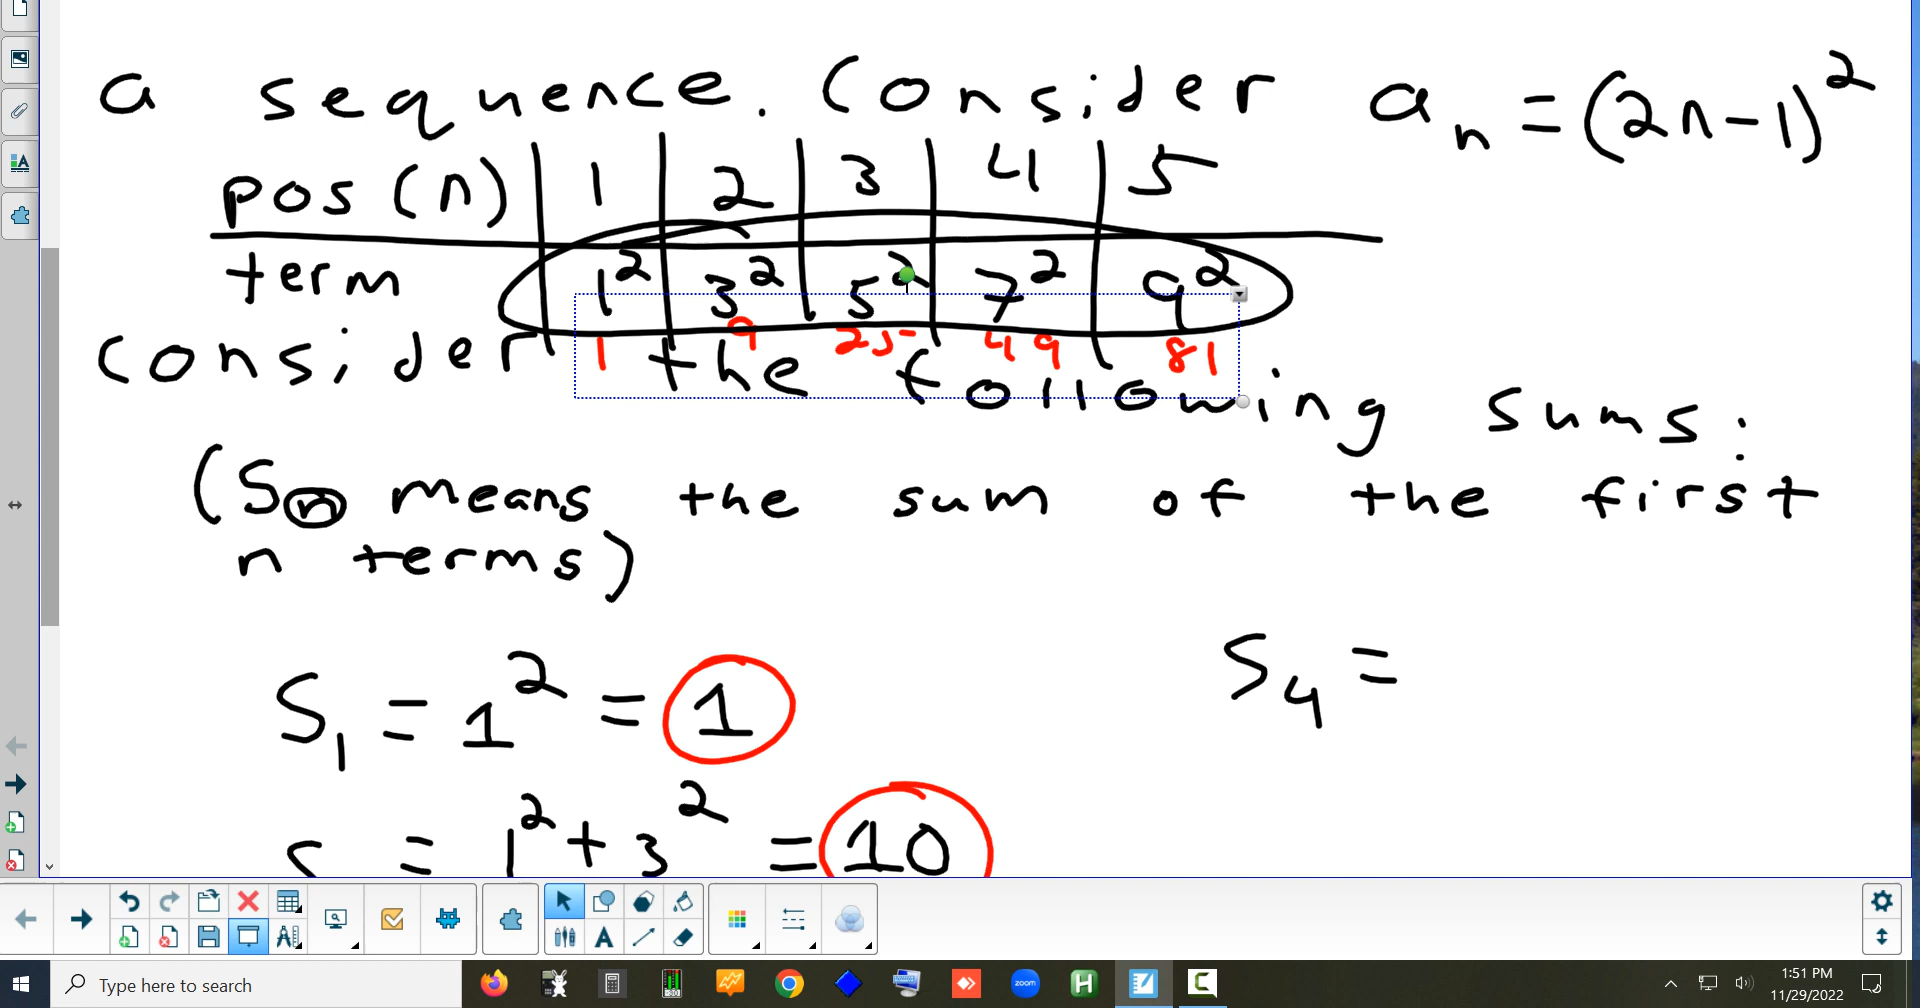 a sequence. Consider aₙ = (2n-1)²
pos (n) 1 2 3 4 5
term 1² 3² 5² 7² 9²
1 9 25 49 81
consider the following sums:
(Sₙ means the sum of the first
n terms)
S₁ = 1² = 1
S₄ =
S = 1² + 3² = 10
Type here to search
zoom
1:51 PM
11/29/2022